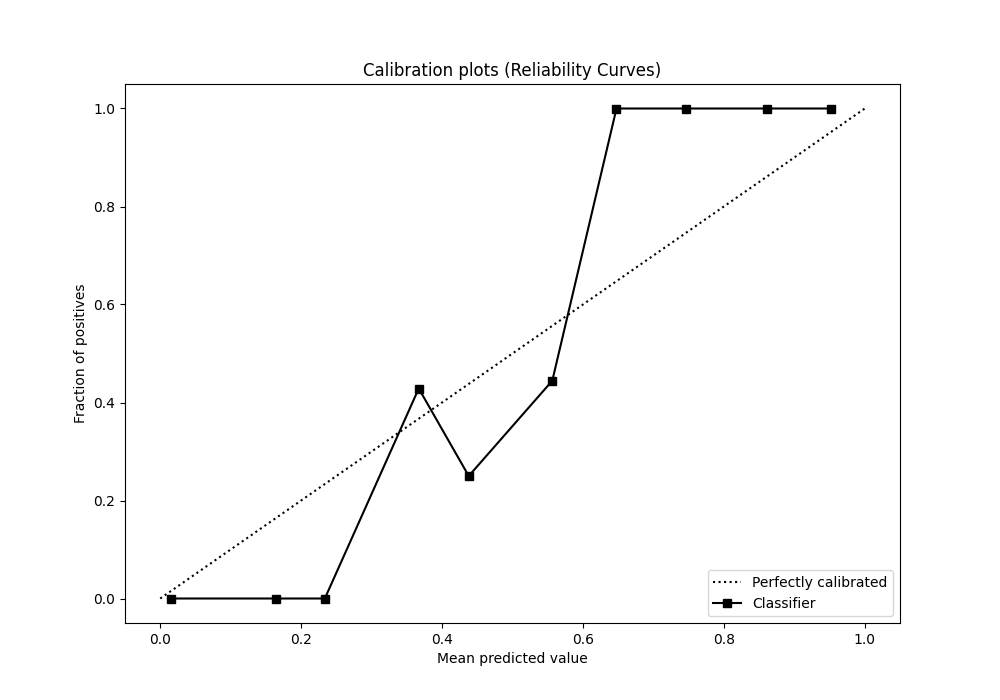 Calibration plots (Reliability Curves)
1.0
0.8
0.6
0.4
0.2
0.0
Fraction of positives
0.0 0.2 0.4 0.6 0.8 1.0
Mean predicted value
Perfectly calibrated
Classifier